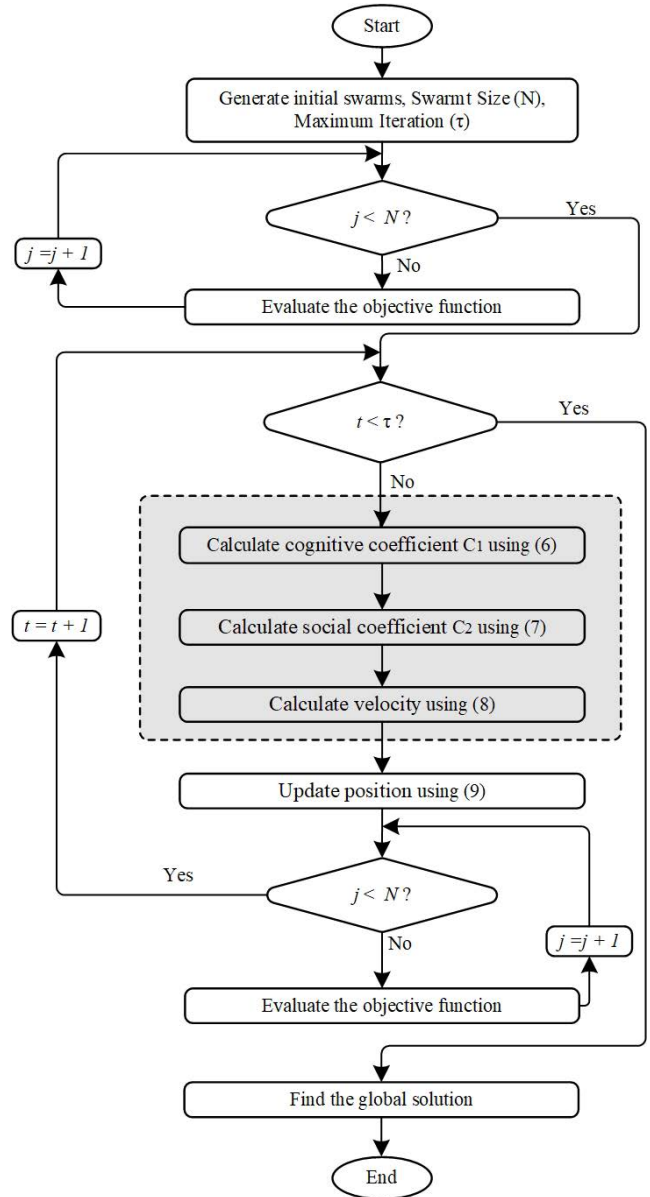 Start
Generate initial swarms, Swarmt Size (N),
Maximum Iteration (τ)
j < N ?
Yes
j =j + 1
No
Evaluate the objective function
t < τ ?
Yes
No
Calculate cognitive coefficient C1 using (6)
t = t + 1
Calculate social coefficient C2 using (7)
Calculate velocity using (8)
Update position using (9)
Yes
j < N ?
No
j =j + 1
Evaluate the objective function
Find the global solution
End